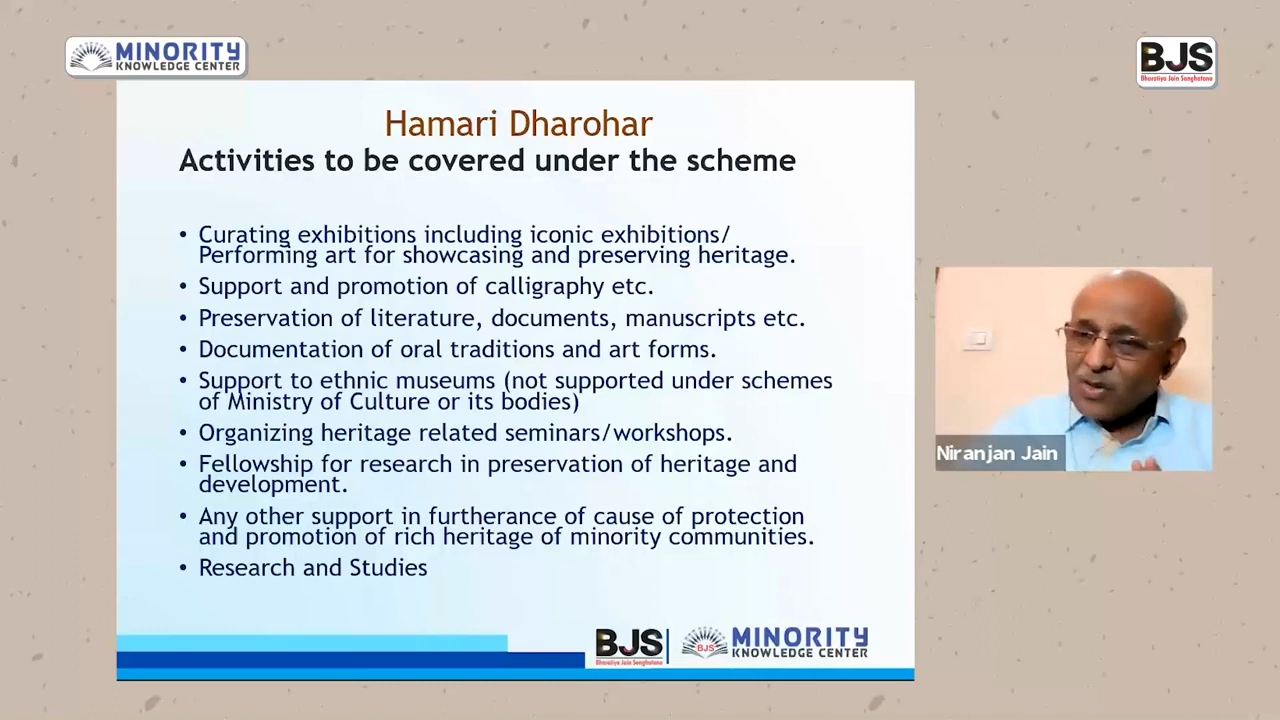 MINORITY
KNOWLEDGE CENTER
BJS
Bharatiya Jain Sanghatana
Hamari Dharohar
Activities to be covered under the scheme
• Curating exhibitions including iconic exhibitions/
Performing art for showcasing and preserving heritage.
• Support and promotion of calligraphy etc.
• Preservation of literature, documents, manuscripts etc.
• Documentation of oral traditions and art forms.
• Support to ethnic museums (not supported under schemes
of Ministry of Culture or its bodies)
• Organizing heritage related seminars/workshops.
• Fellowship for research in preservation of heritage and
development.
• Any other support in furtherance of cause of protection
and promotion of rich heritage of minority communities.
• Research and Studies
Niranjan Jain
BJS
Bharatiya Jain Sanghatana
BJS
MINORITY
KNOWLEDGE CENTER